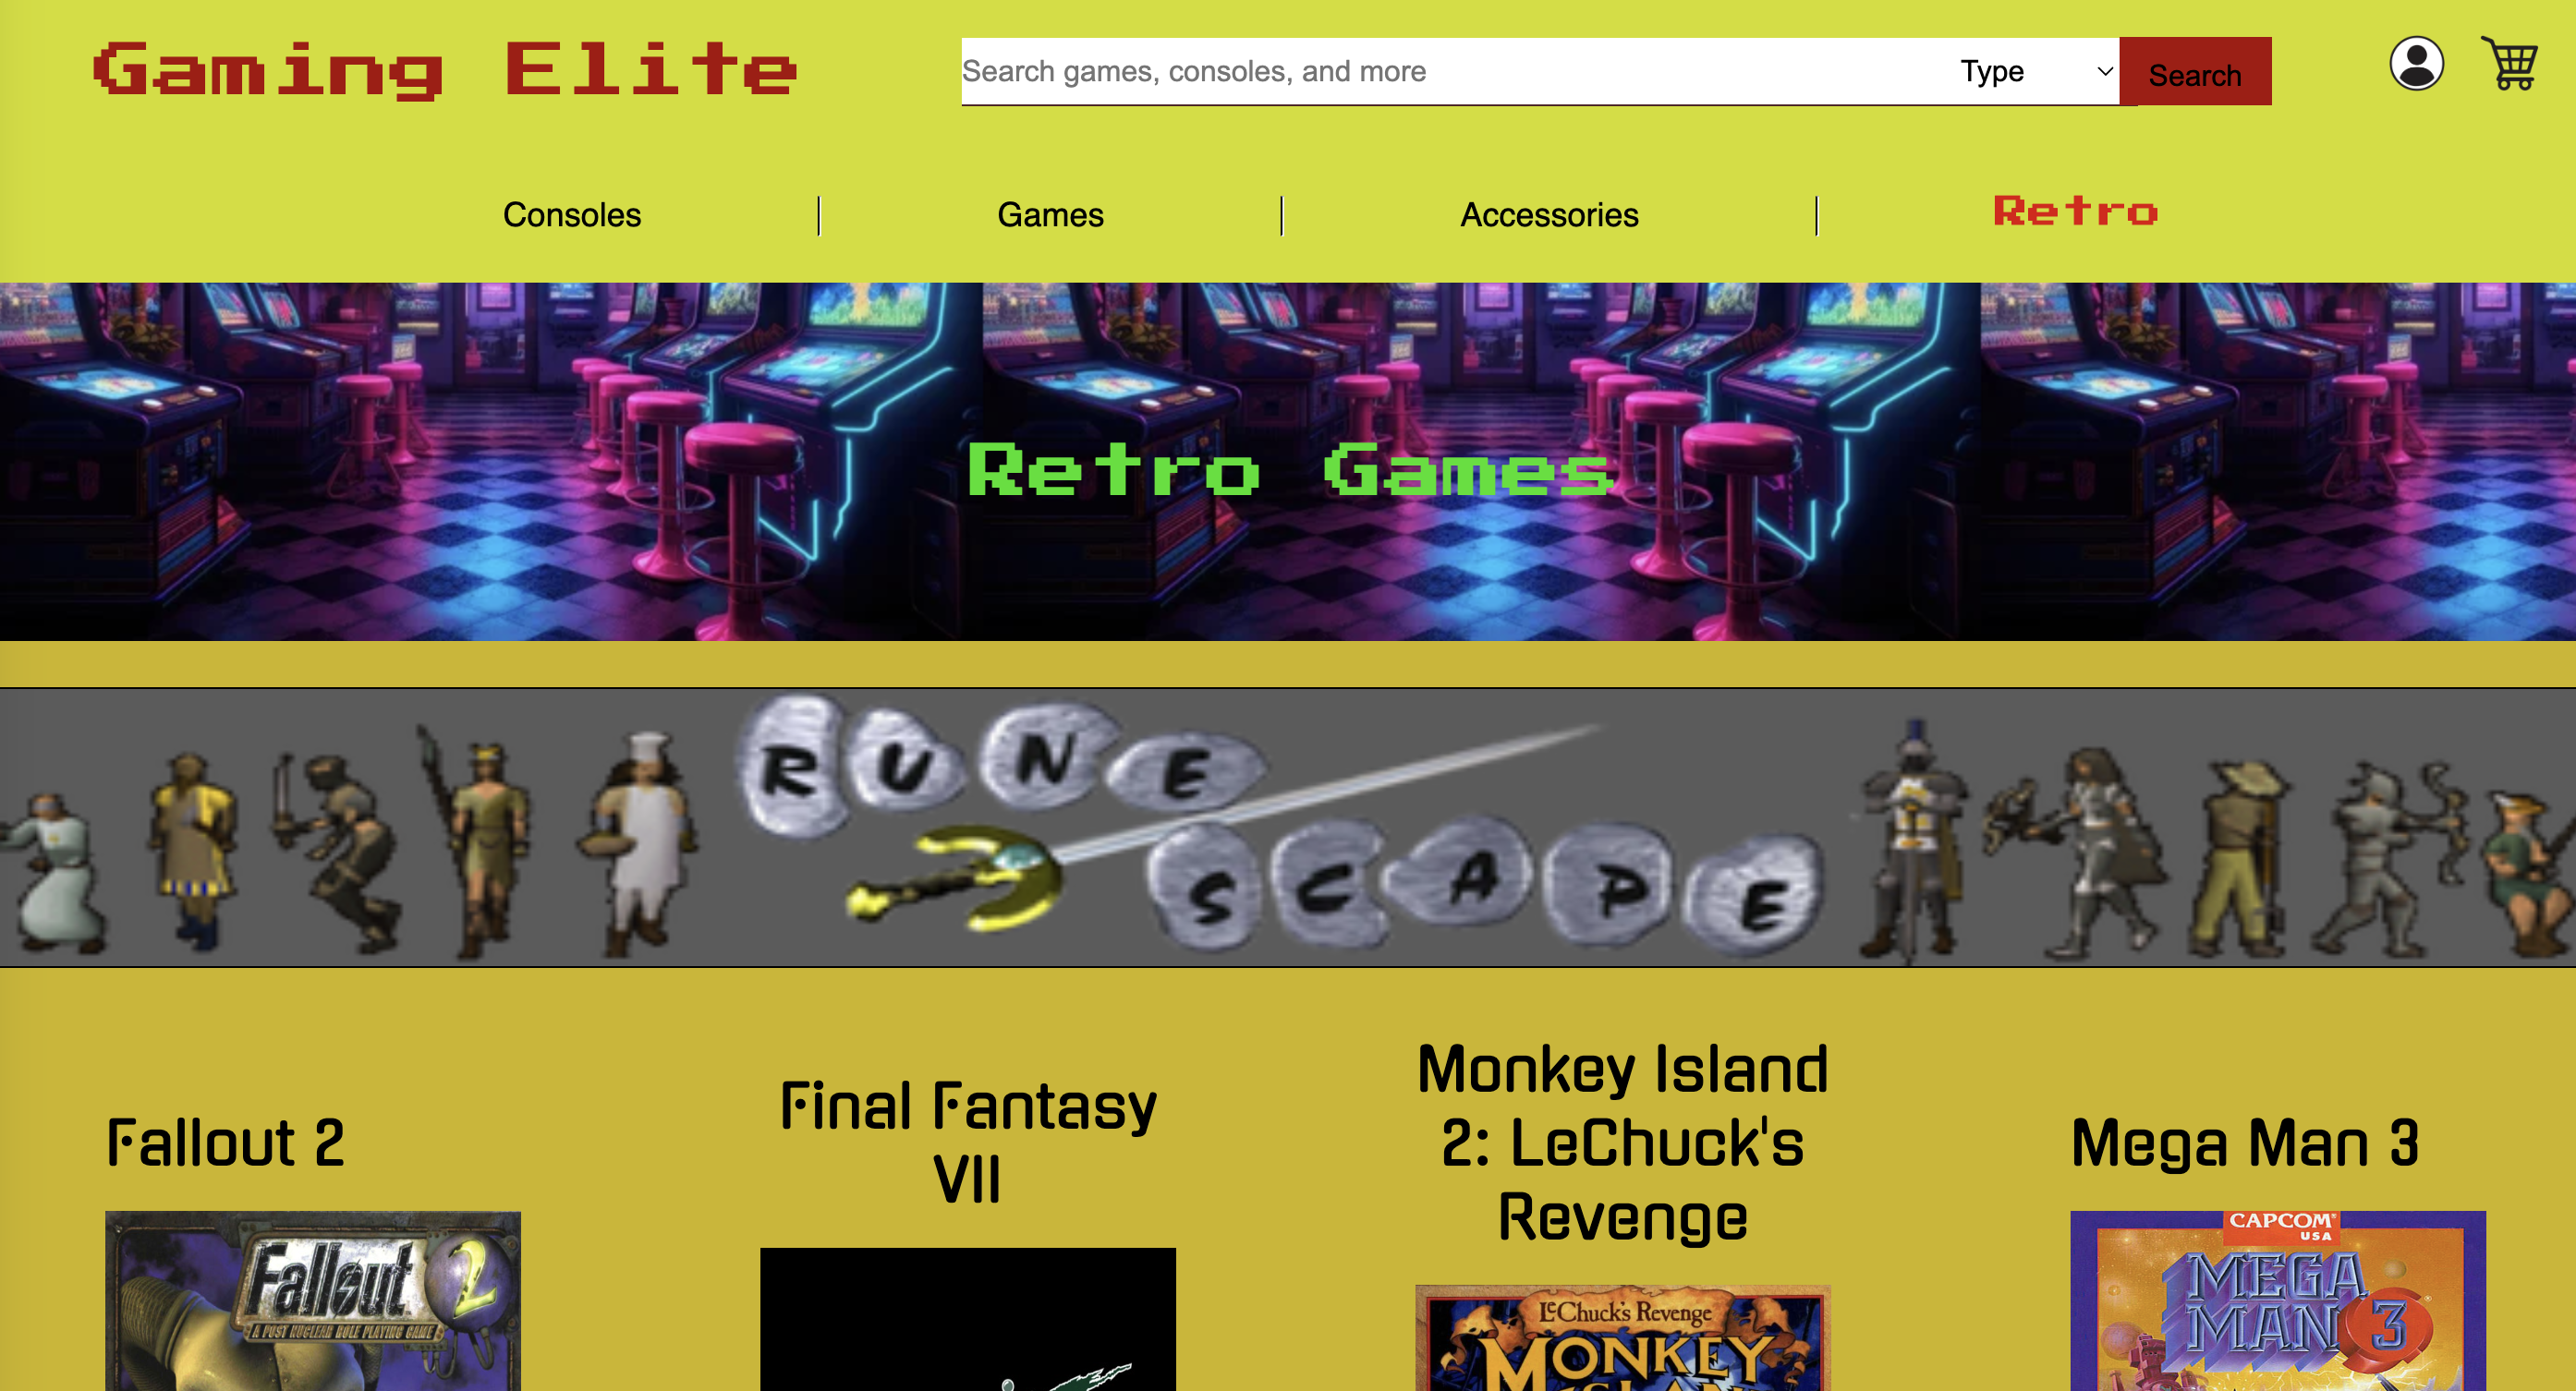 Gaming Elite
Search games, consoles, and more
Type
Search
Consoles
Games
Accessories
Retro
Retro Games
RUNE
SCAPE
Fallout 2
Final Fantasy
VII
Monkey Island
2: LeChuck's
Revenge
Mega Man 3
Fallout 2
A POST NUCLEAR ROLE PLAYING GAME
LeChuck's Revenge
MONKEY
ISLAND
CAPCOM®
USA
MEGA
MAN 3